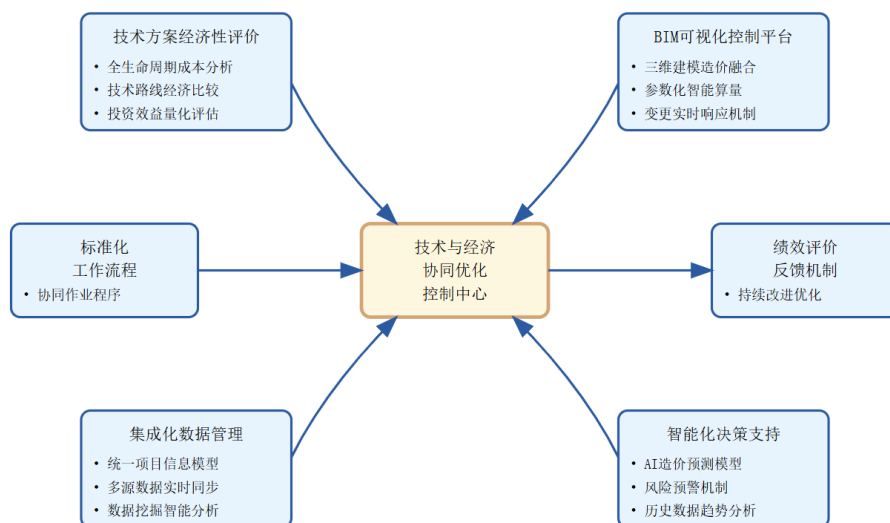 技术方案经济性评价
• 全生命周期成本分析
• 技术路线经济比较
• 投资效益量化评估
BIM可视化控制平台
• 三维建模造价融合
• 参数化智能算量
• 变更实时响应机制
标准化
工作流程
• 协同作业程序
技术与经济
协同优化
控制中心
绩效评价
反馈机制
• 持续改进优化
集成化数据管理
• 统一项目信息模型
• 多源数据实时同步
• 数据挖掘智能分析
智能化决策支持
• AI造价预测模型
• 风险预警机制
• 历史数据趋势分析